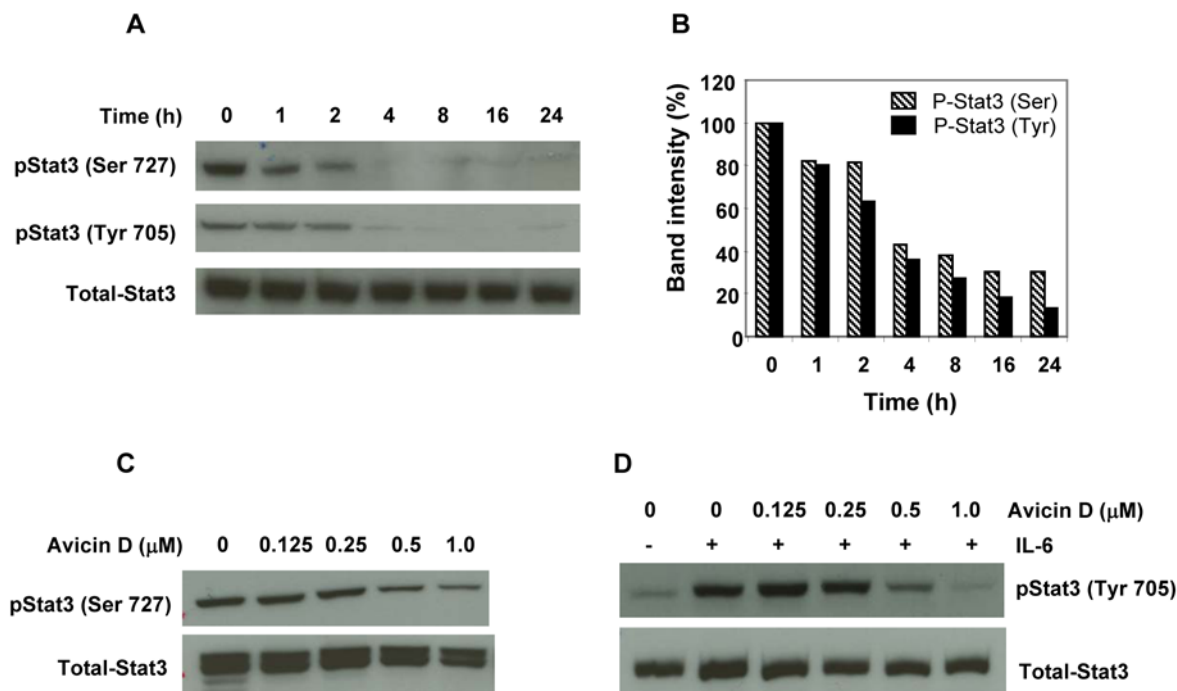 A
Time (h) 0 1 2 4 8 16 24
pStat3 (Ser 727)
pStat3 (Tyr 705)
Total-Stat3
B
120
100
80
60
40
20
0
Band intensity (%)
P-Stat3 (Ser)
P-Stat3 (Tyr)
0 1 2 4 8 16 24
Time (h)
C
Avicin D (μM) 0 0.125 0.25 0.5 1.0
pStat3 (Ser 727)
Total-Stat3
D
0 0 0.125 0.25 0.5 1.0 Avicin D (μM)
- + + + + + IL-6
pStat3 (Tyr 705)
Total-Stat3